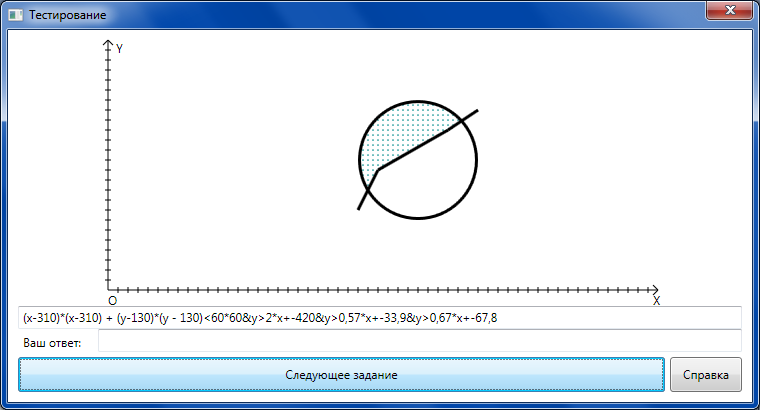 Тестирование
Y
O
X
(x-310)*(x-310) + (y-130)*(y - 130)<60*60&y>2*x+-420&y>0,57*x+-33,9&y>0,67*x+-67,8
Ваш ответ:
Следующее задание
Справка